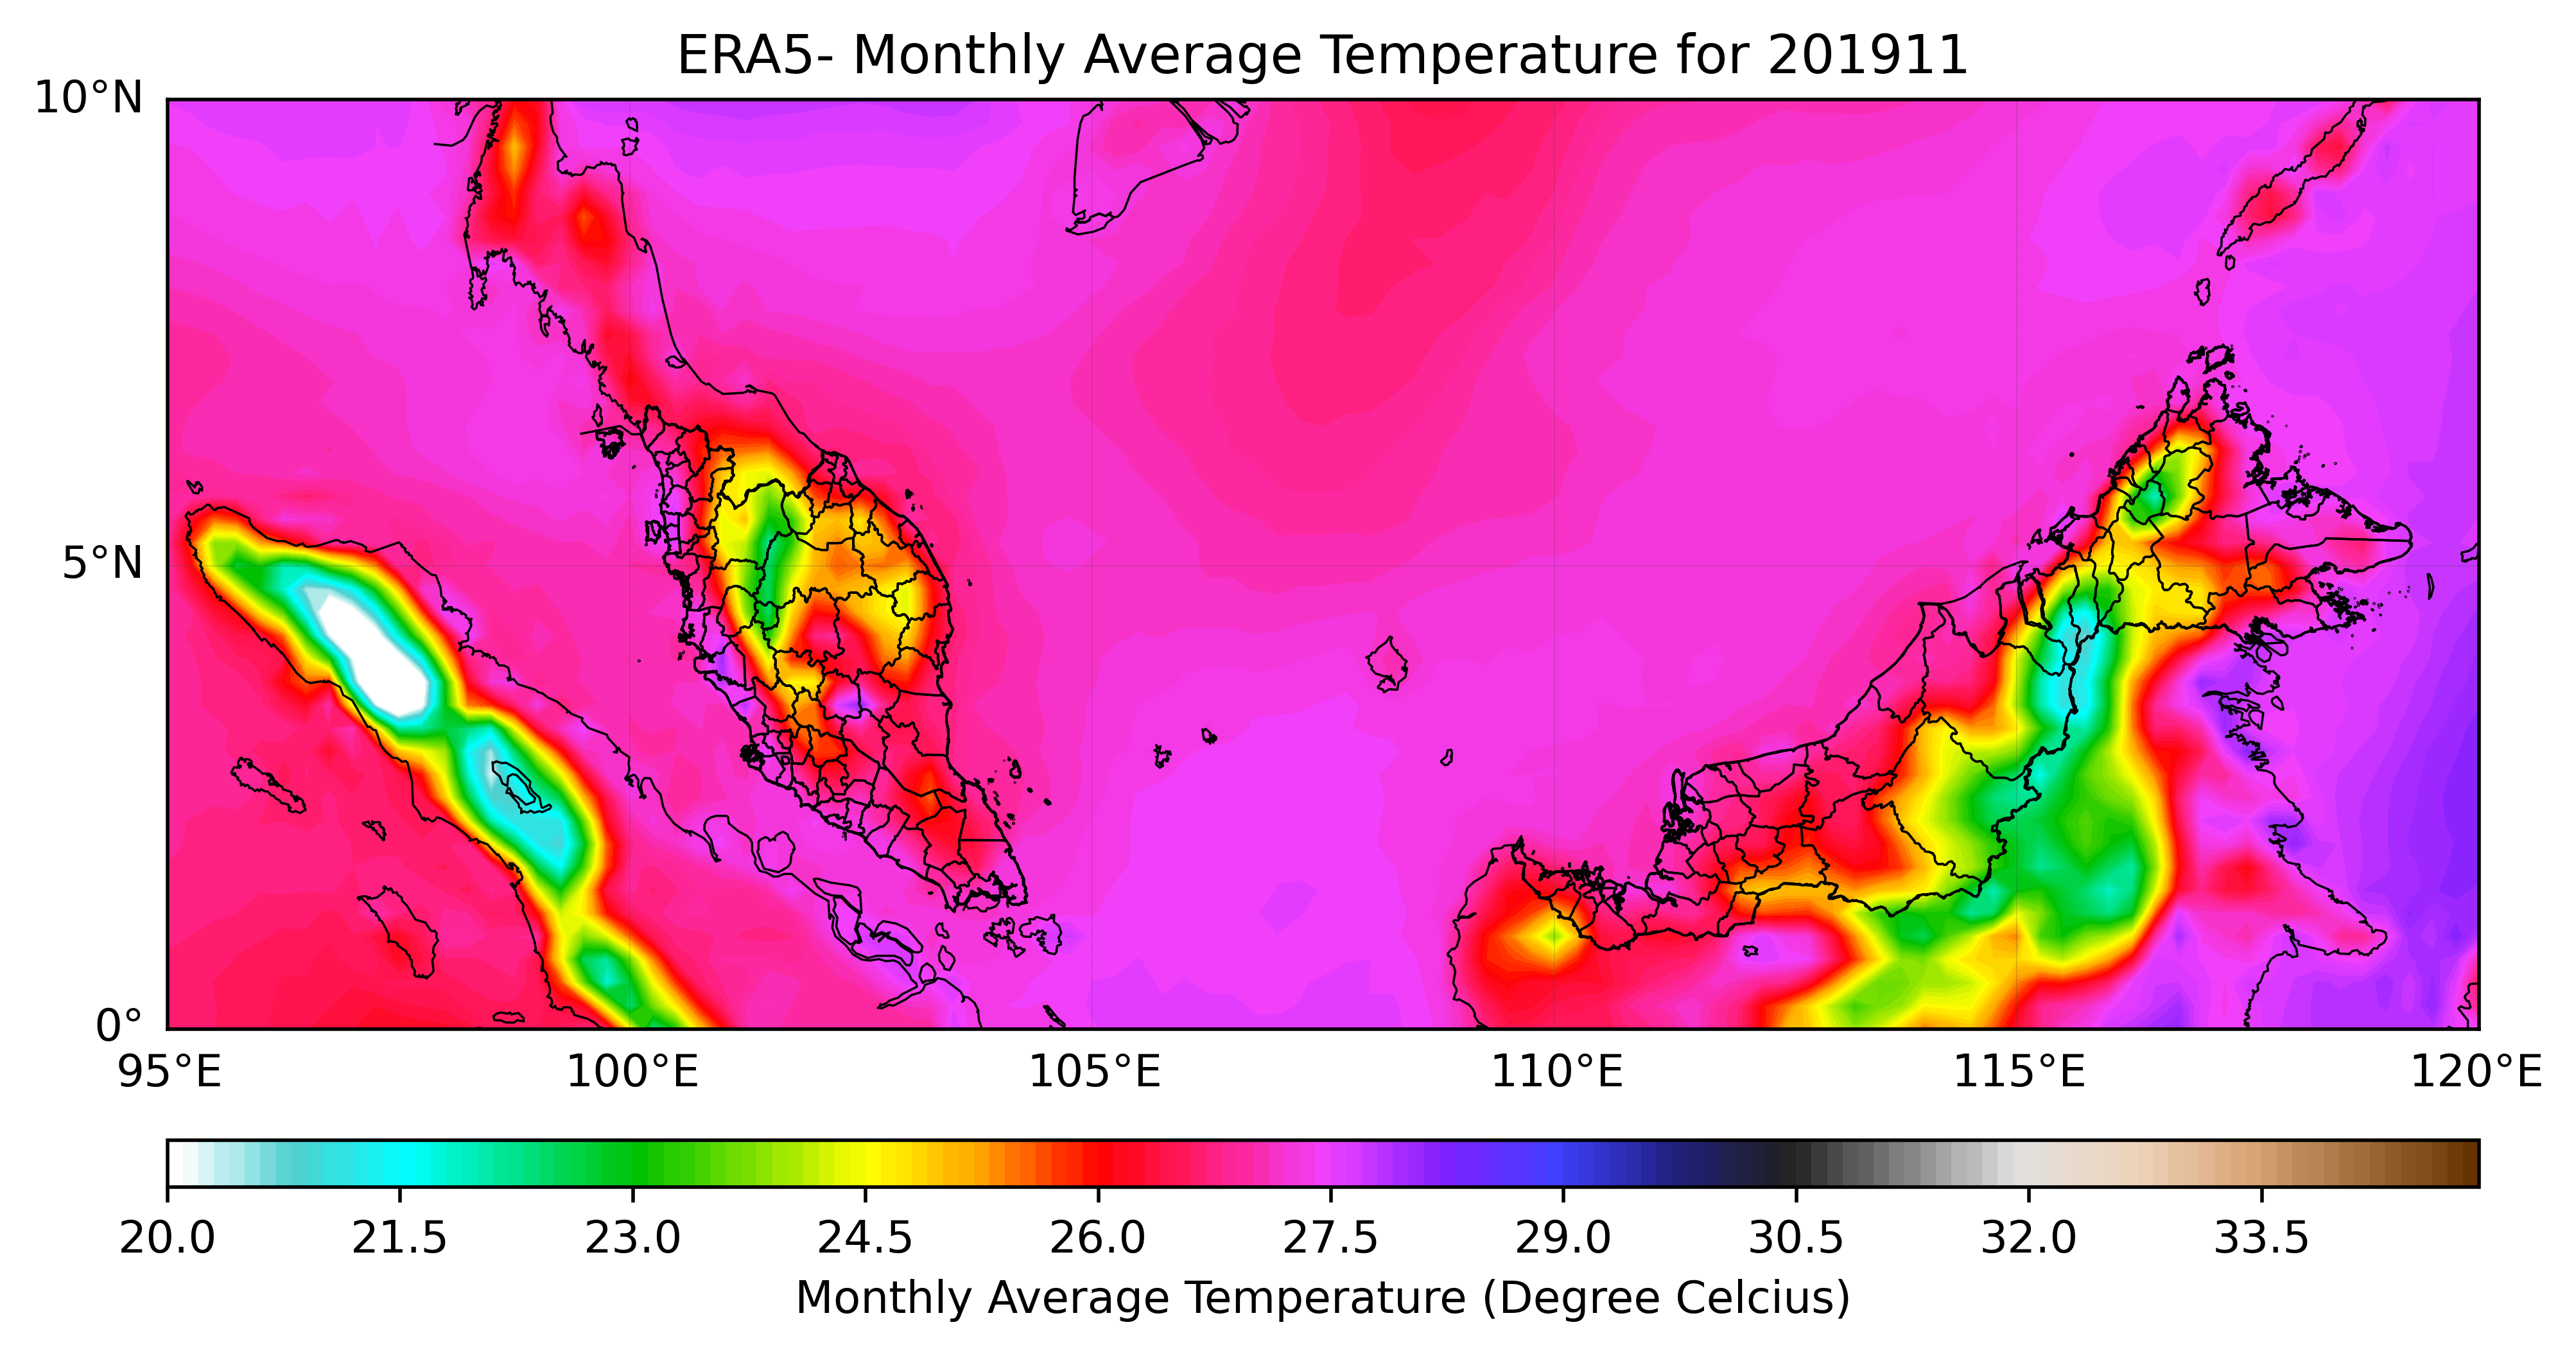 ERA5- Monthly Average Temperature for 201911
10°N
5°N
0°
95°E 100°E 105°E 110°E 115°E 120°E
20.0 21.5 23.0 24.5 26.0 27.5 29.0 30.5 32.0 33.5
Monthly Average Temperature (Degree Celcius)